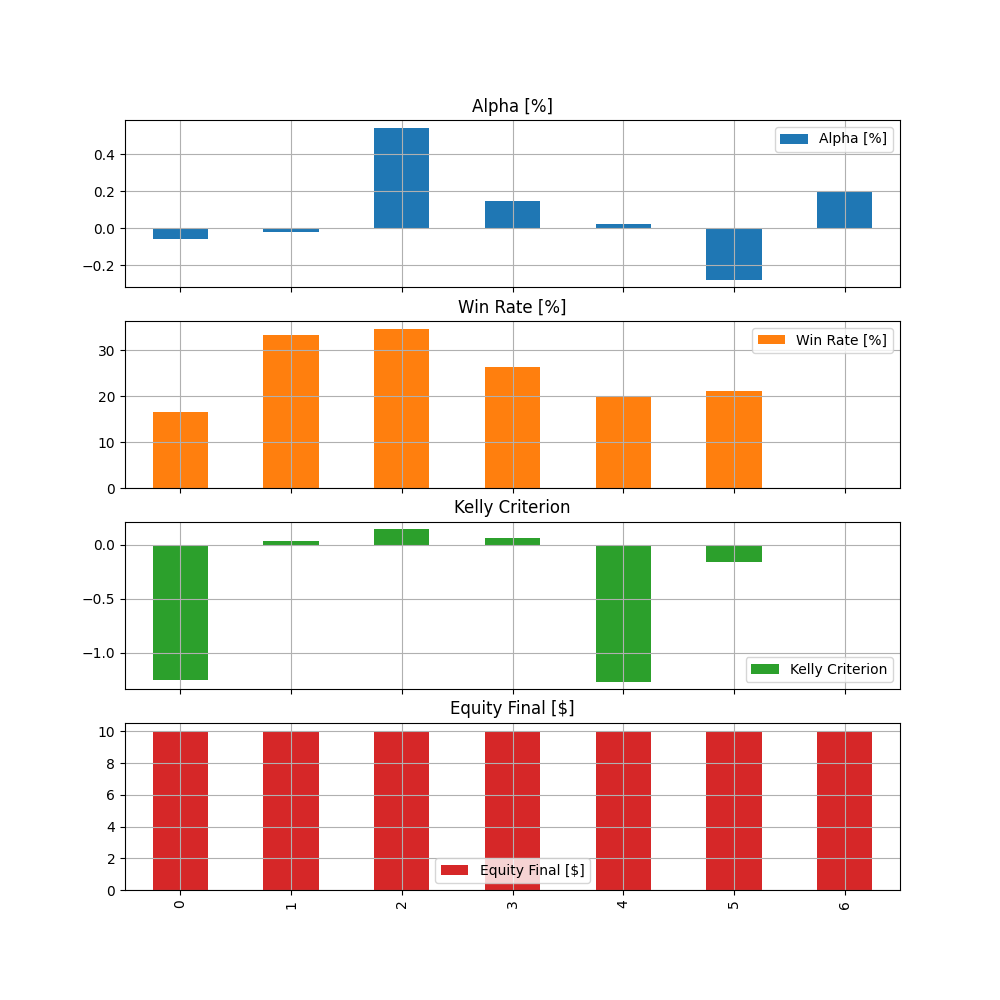 Alpha [%]
Alpha [%]
0.4
0.2
0.0
−0.2
Win Rate [%]
Win Rate [%]
30
20
10
0
Kelly Criterion
0.0
−0.5
−1.0
Kelly Criterion
Equity Final [$]
10
8
6
4
2
0
Equity Final [$]
0 1 2 3 4 5 6